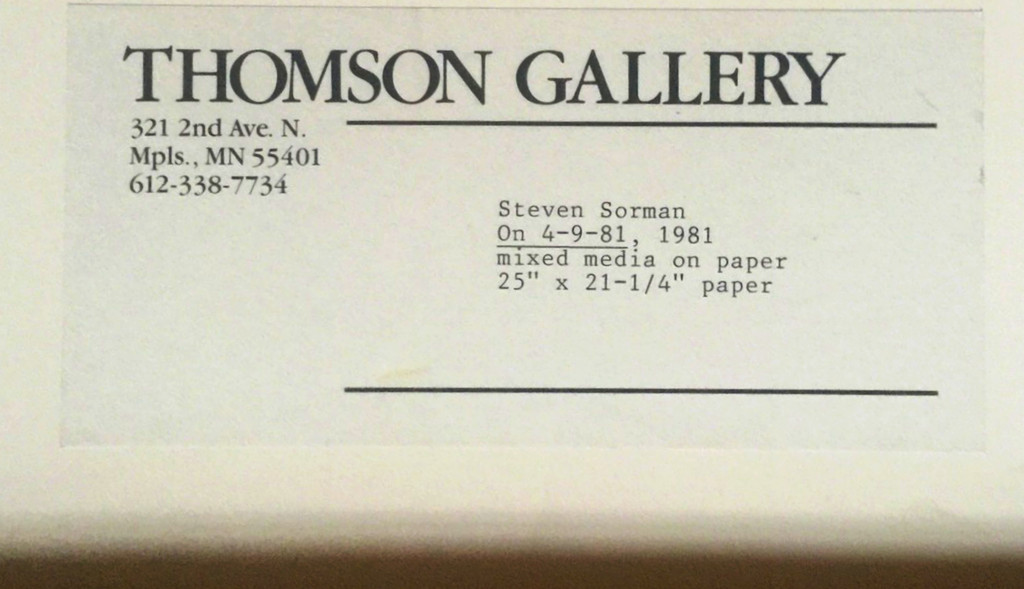 THOMSON GALLERY
321 2nd Ave. N.
Mpls., MN 55401
612-338-7734
Steven Sorman
On 4-9-81, 1981
mixed media on paper
25" x 21-1/4" paper